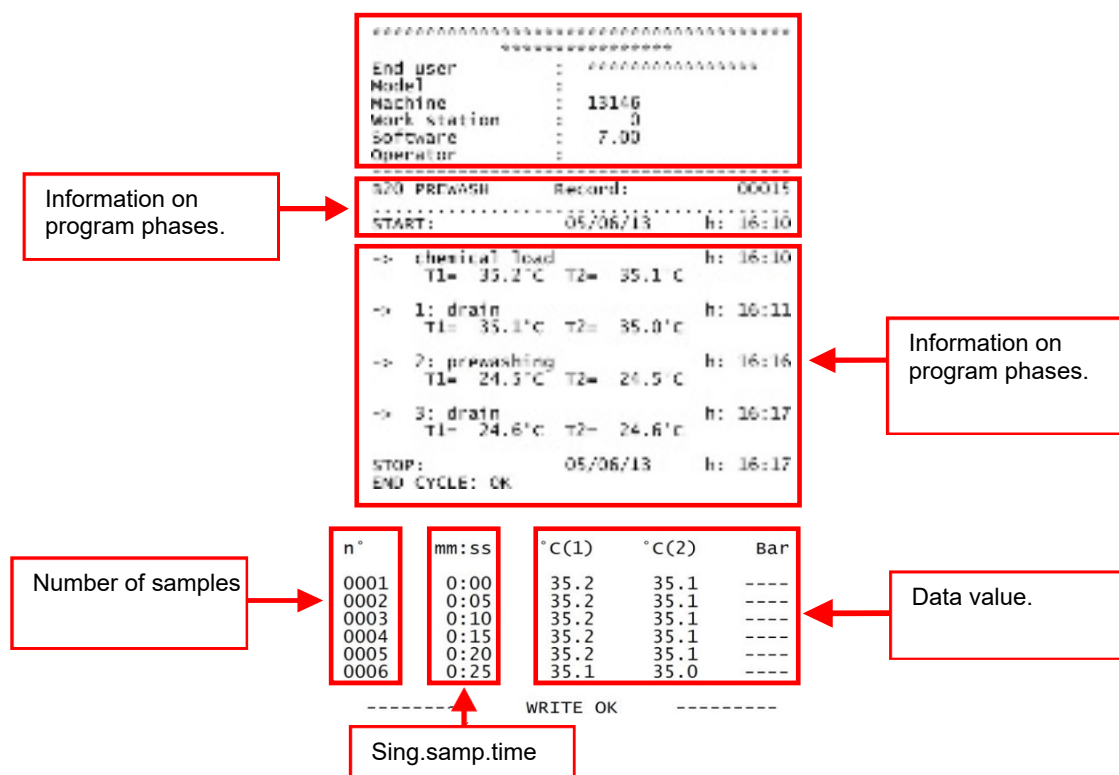 ****************************************
****************
End user : ****************
Model :
Machine : 13146
Work station : 0
Software : 7.00
Operator :
----------------------------------------
B20 PREWASH Record: 00015
........................................
START: 05/06/13 h: 16:10
Information on
program phases.
-> chemical load h: 16:10
T1= 35.2°C T2= 35.1°C
-> 1: drain h: 16:11
T1= 35.1°C T2= 35.0°C
-> 2: prewashing h: 16:16
T1= 24.5°C T2= 24.5°C
-> 3: drain h: 16:17
T1= 24.6°C T2= 24.6°C
STOP: 05/06/13 h: 16:17
END CYCLE: OK
Information on
program phases.
n° mm:ss °C(1) °C(2) Bar
0001 0:00 35.2 35.1 ----
0002 0:05 35.2 35.1 ----
0003 0:10 35.2 35.1 ----
0004 0:15 35.2 35.1 ----
0005 0:20 35.2 35.1 ----
0006 0:25 35.1 35.0 ----
Number of samples
Data value.
--------- WRITE OK ---------
Sing.samp.time